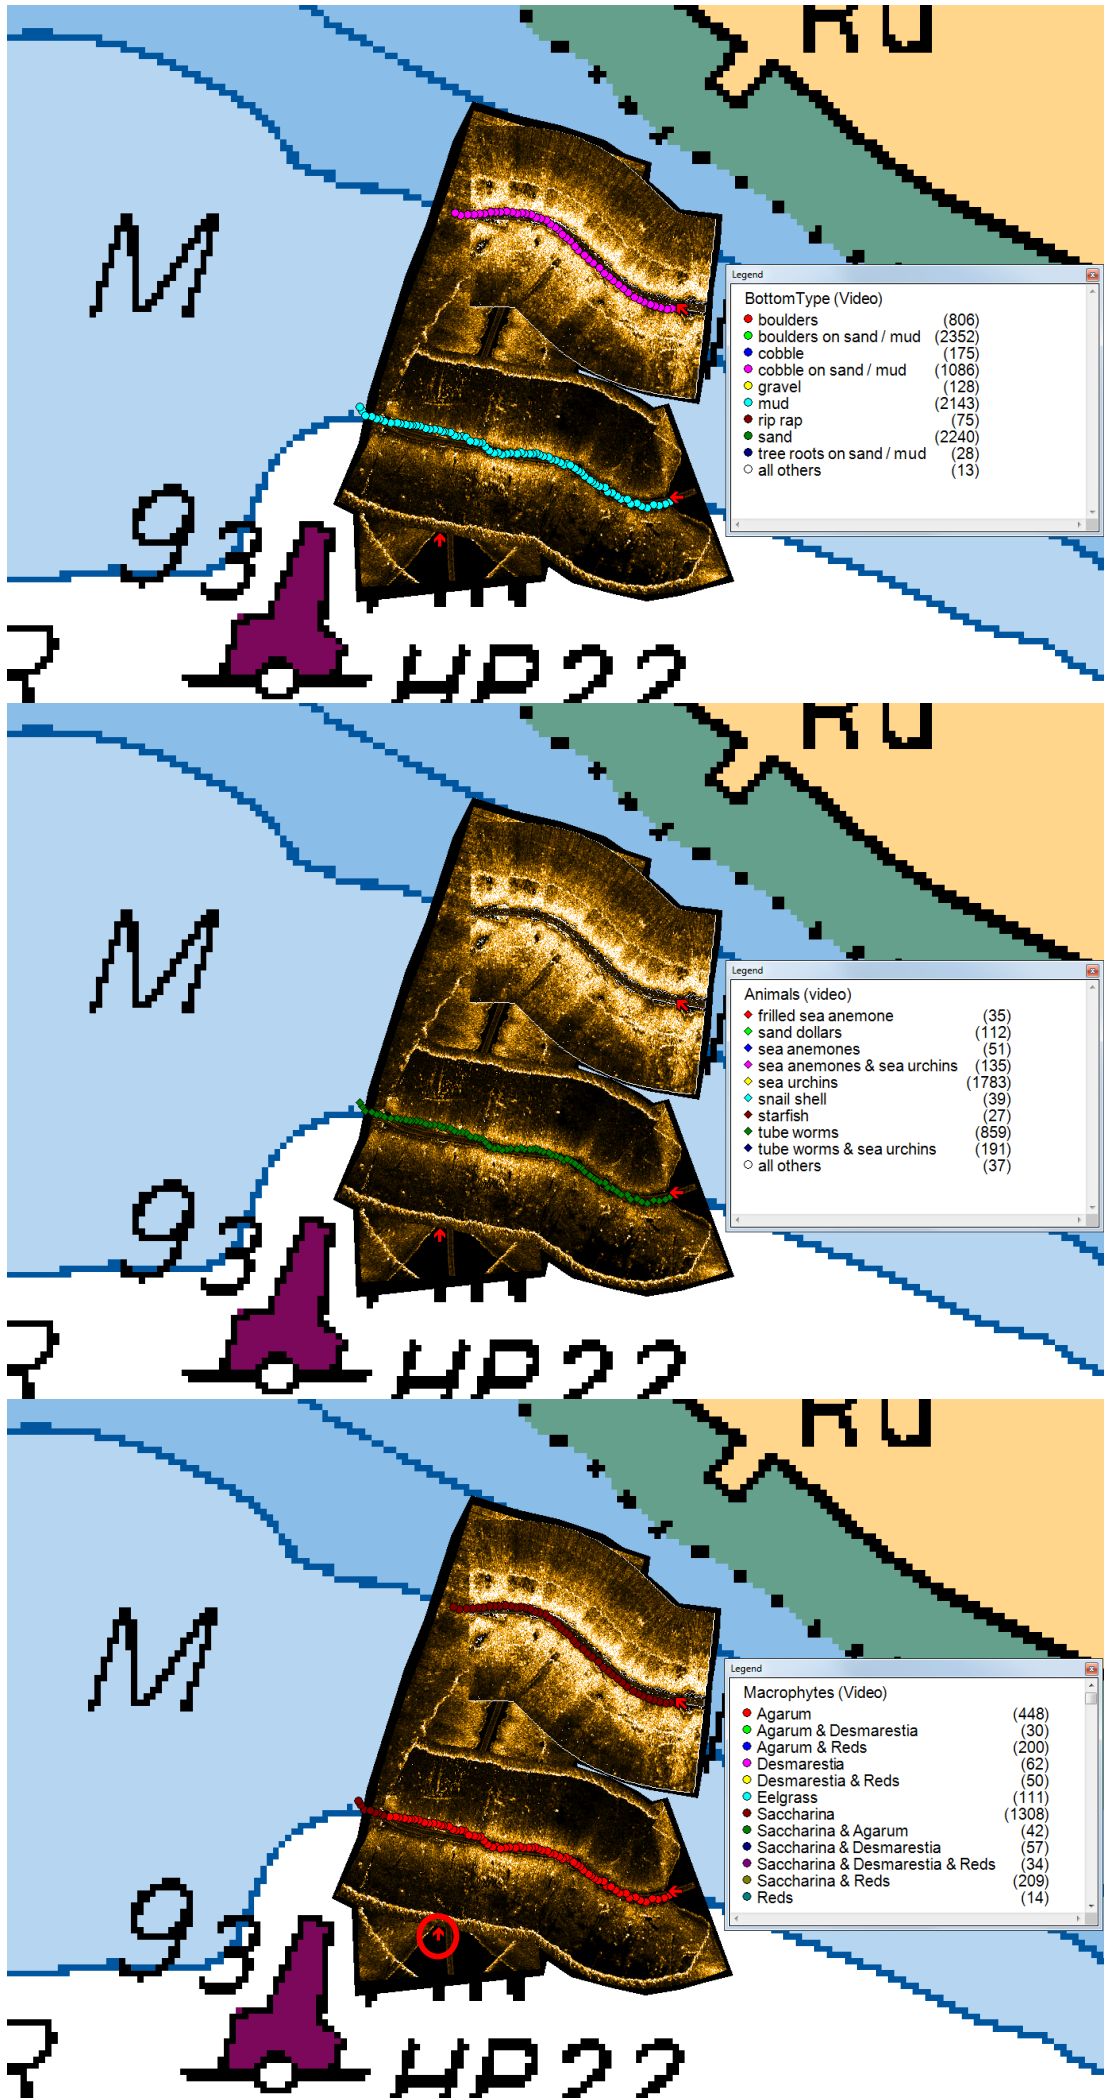 RU
M
Legend
BottomType (Video)
boulders (806)
boulders on sand / mud (2352)
cobble (175)
cobble on sand / mud (1086)
gravel (128)
mud (2143)
rip rap (75)
sand (2240)
tree roots on sand / mud (28)
all others (13)
93
HP22
RU
M
Legend
Animals (video)
frilled sea anemone (35)
sand dollars (112)
sea anemones (51)
sea anemones & sea urchins (135)
sea urchins (1783)
snail shell (39)
starfish (27)
tube worms (859)
tube worms & sea urchins (191)
all others (37)
93
HP22
RU
M
Legend
Macrophytes (Video)
Agarum (448)
Agarum & Desmarestia (30)
Agarum & Reds (200)
Desmarestia (62)
Desmarestia & Reds (50)
Eelgrass (111)
Saccharina (1308)
Saccharina & Agarum (42)
Saccharina & Desmarestia (57)
Saccharina & Desmarestia & Reds (34)
Saccharina & Reds (209)
Reds (14)
93
HP22